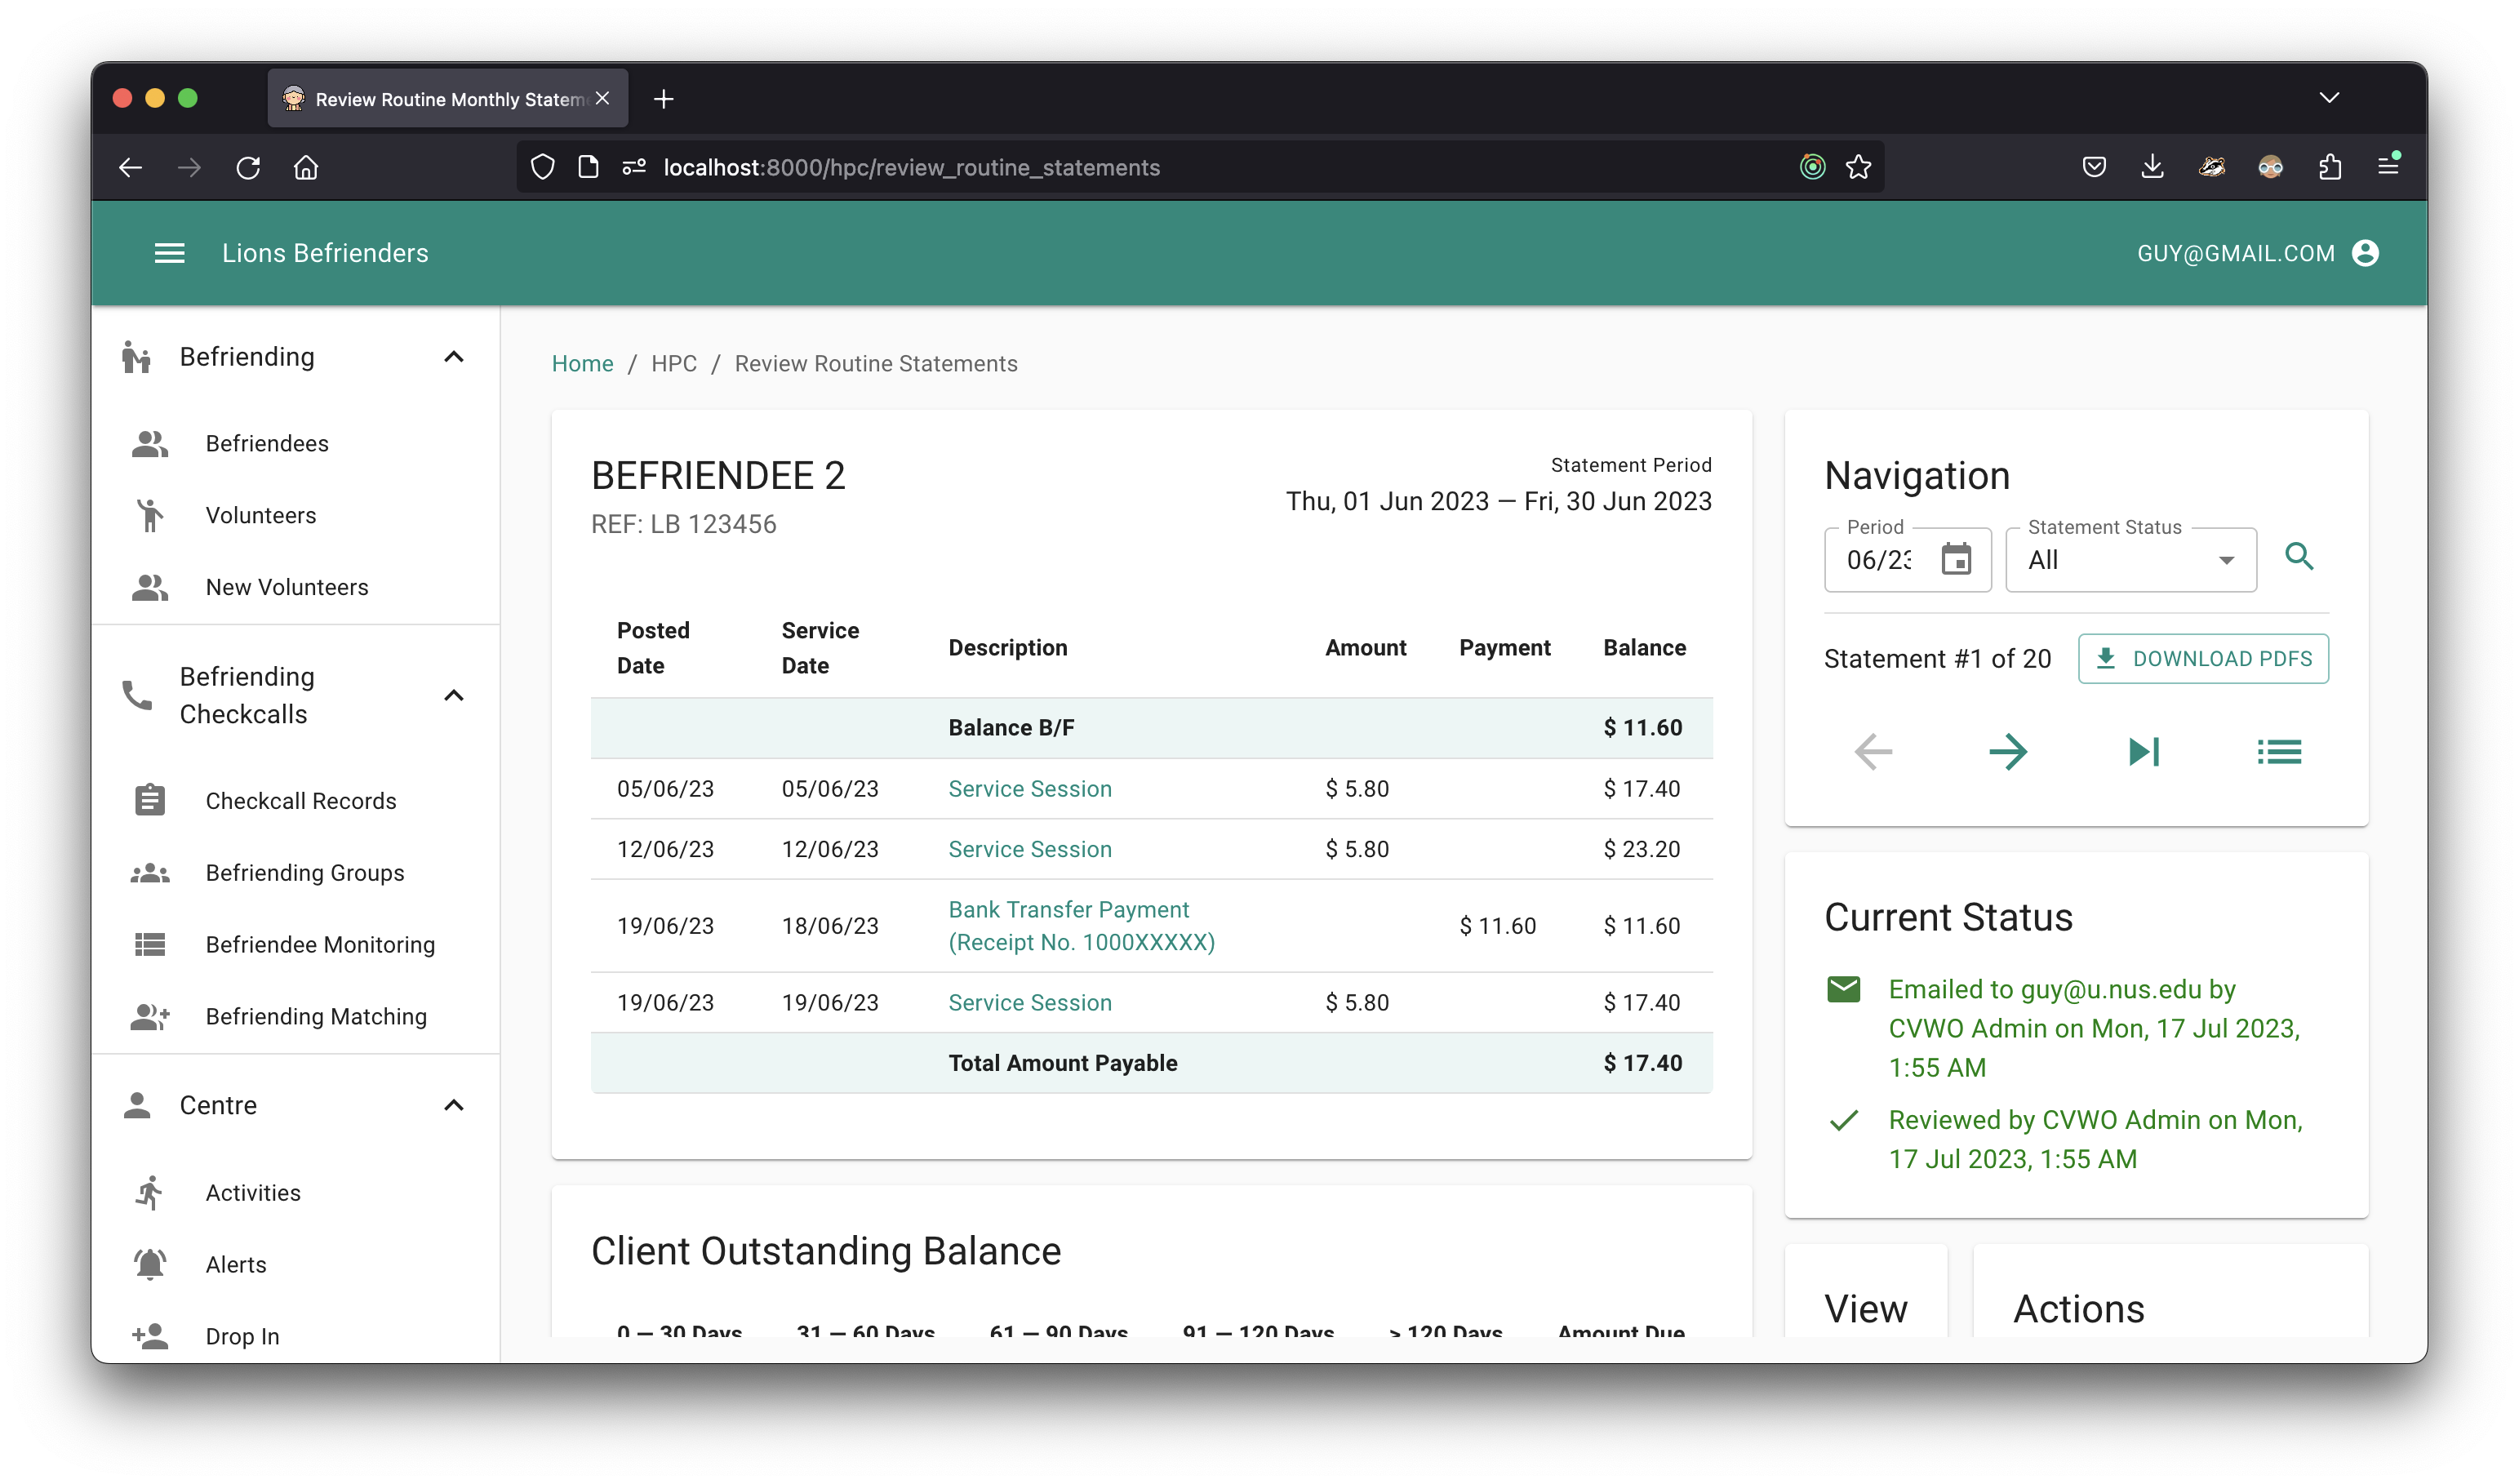 Review Routine Monthly Statem
localhost:8000/hpc/review_routine_statements
Lions Befrienders
GUY@GMAIL.COM
Befriending
Befriendees
Volunteers
New Volunteers
Befriending
Checkcalls
Checkcall Records
Befriending Groups
Befriendee Monitoring
Befriending Matching
Centre
Activities
Alerts
Drop In
Home / HPC / Review Routine Statements
BEFRIENDEE 2
REF: LB 123456
Statement Period
Thu, 01 Jun 2023 — Fri, 30 Jun 2023
Posted Date Service Date Description Amount Payment Balance
Balance B/F $ 11.60
05/06/23 05/06/23 Service Session $ 5.80 $ 17.40
12/06/23 12/06/23 Service Session $ 5.80 $ 23.20
19/06/23 18/06/23 Bank Transfer Payment (Receipt No. 1000XXXXX) $ 11.60 $ 11.60
19/06/23 19/06/23 Service Session $ 5.80 $ 17.40
Total Amount Payable $ 17.40
Client Outstanding Balance
0 — 30 Days 31 — 60 Days 61 — 90 Days 91 — 120 Days > 120 Days Amount Due
Navigation
Period
06/23
Statement Status
All
Statement #1 of 20
DOWNLOAD PDFS
Current Status
Emailed to guy@u.nus.edu by
CVWO Admin on Mon, 17 Jul 2023,
1:55 AM
Reviewed by CVWO Admin on Mon,
17 Jul 2023, 1:55 AM
View
Actions